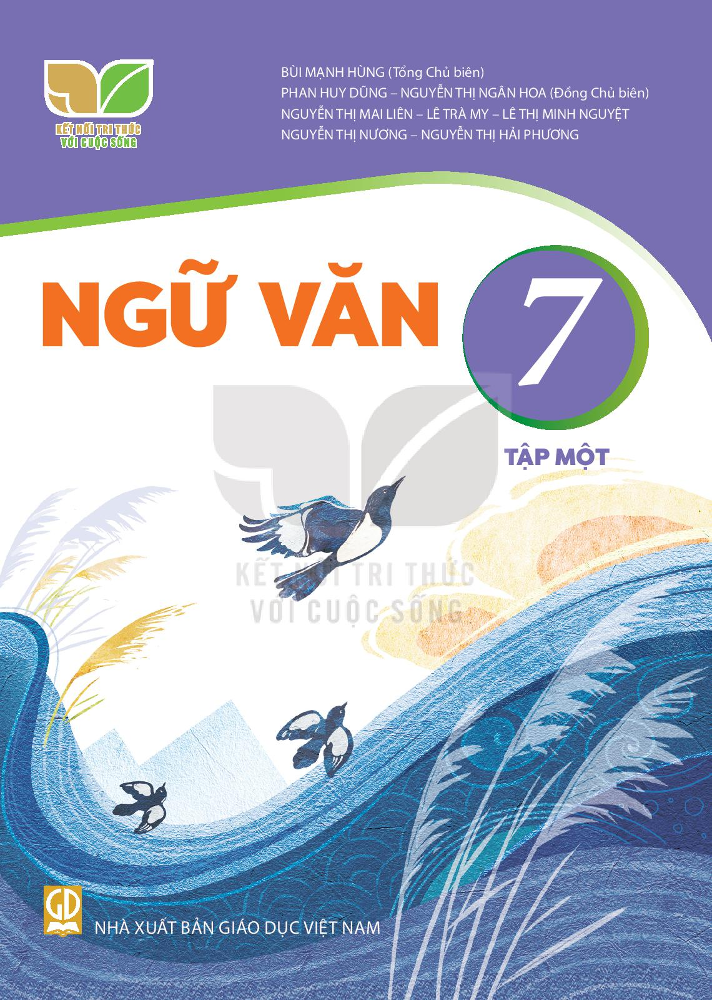 BÙI MẠNH HÙNG (Tổng Chủ biên)
PHAN HUY DŨNG – NGUYỄN THỊ NGÂN HOA (Đồng Chủ biên)
NGUYỄN THỊ MAI LIÊN – LÊ TRÀ MY – LÊ THỊ MINH NGUYỆT
NGUYỄN THỊ NƯƠNG – NGUYỄN THỊ HẢI PHƯƠNG
KẾT NỐI TRI THỨC
VỚI CUỘC SỐNG
NGỮ VĂN 7
TẬP MỘT
KẾT NỐI TRI THỨC
VỚI CUỘC SỐNG
GD
NHÀ XUẤT BẢN GIÁO DỤC VIỆT NAM